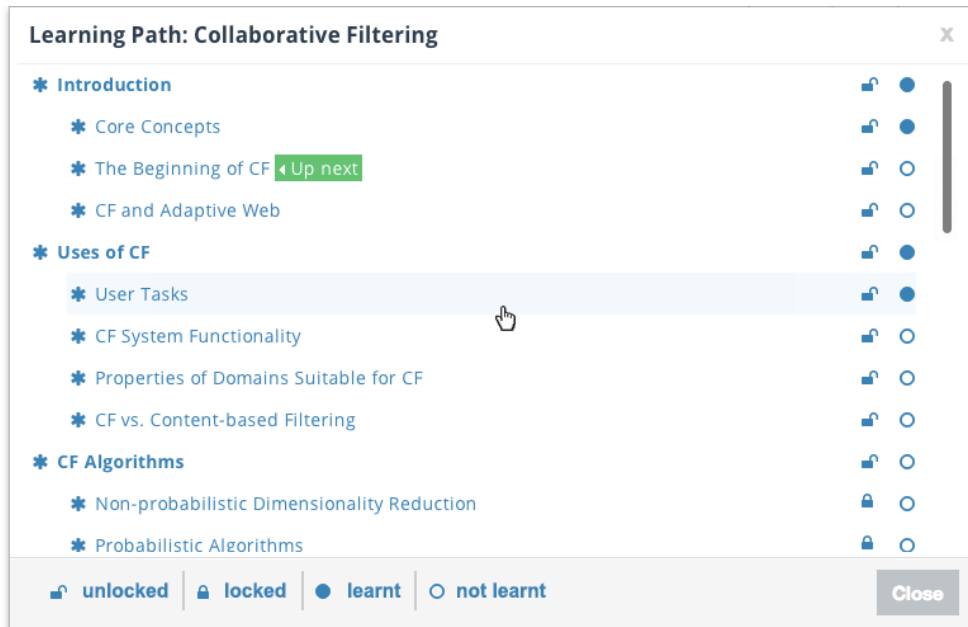 Learning Path: Collaborative Filtering x
Introduction
Core Concepts
The Beginning of CF Up next
CF and Adaptive Web
Uses of CF
User Tasks
CF System Functionality
Properties of Domains Suitable for CF
CF vs. Content-based Filtering
CF Algorithms
Non-probabilistic Dimensionality Reduction
Probabilistic Algorithms
unlocked locked learnt not learnt Close